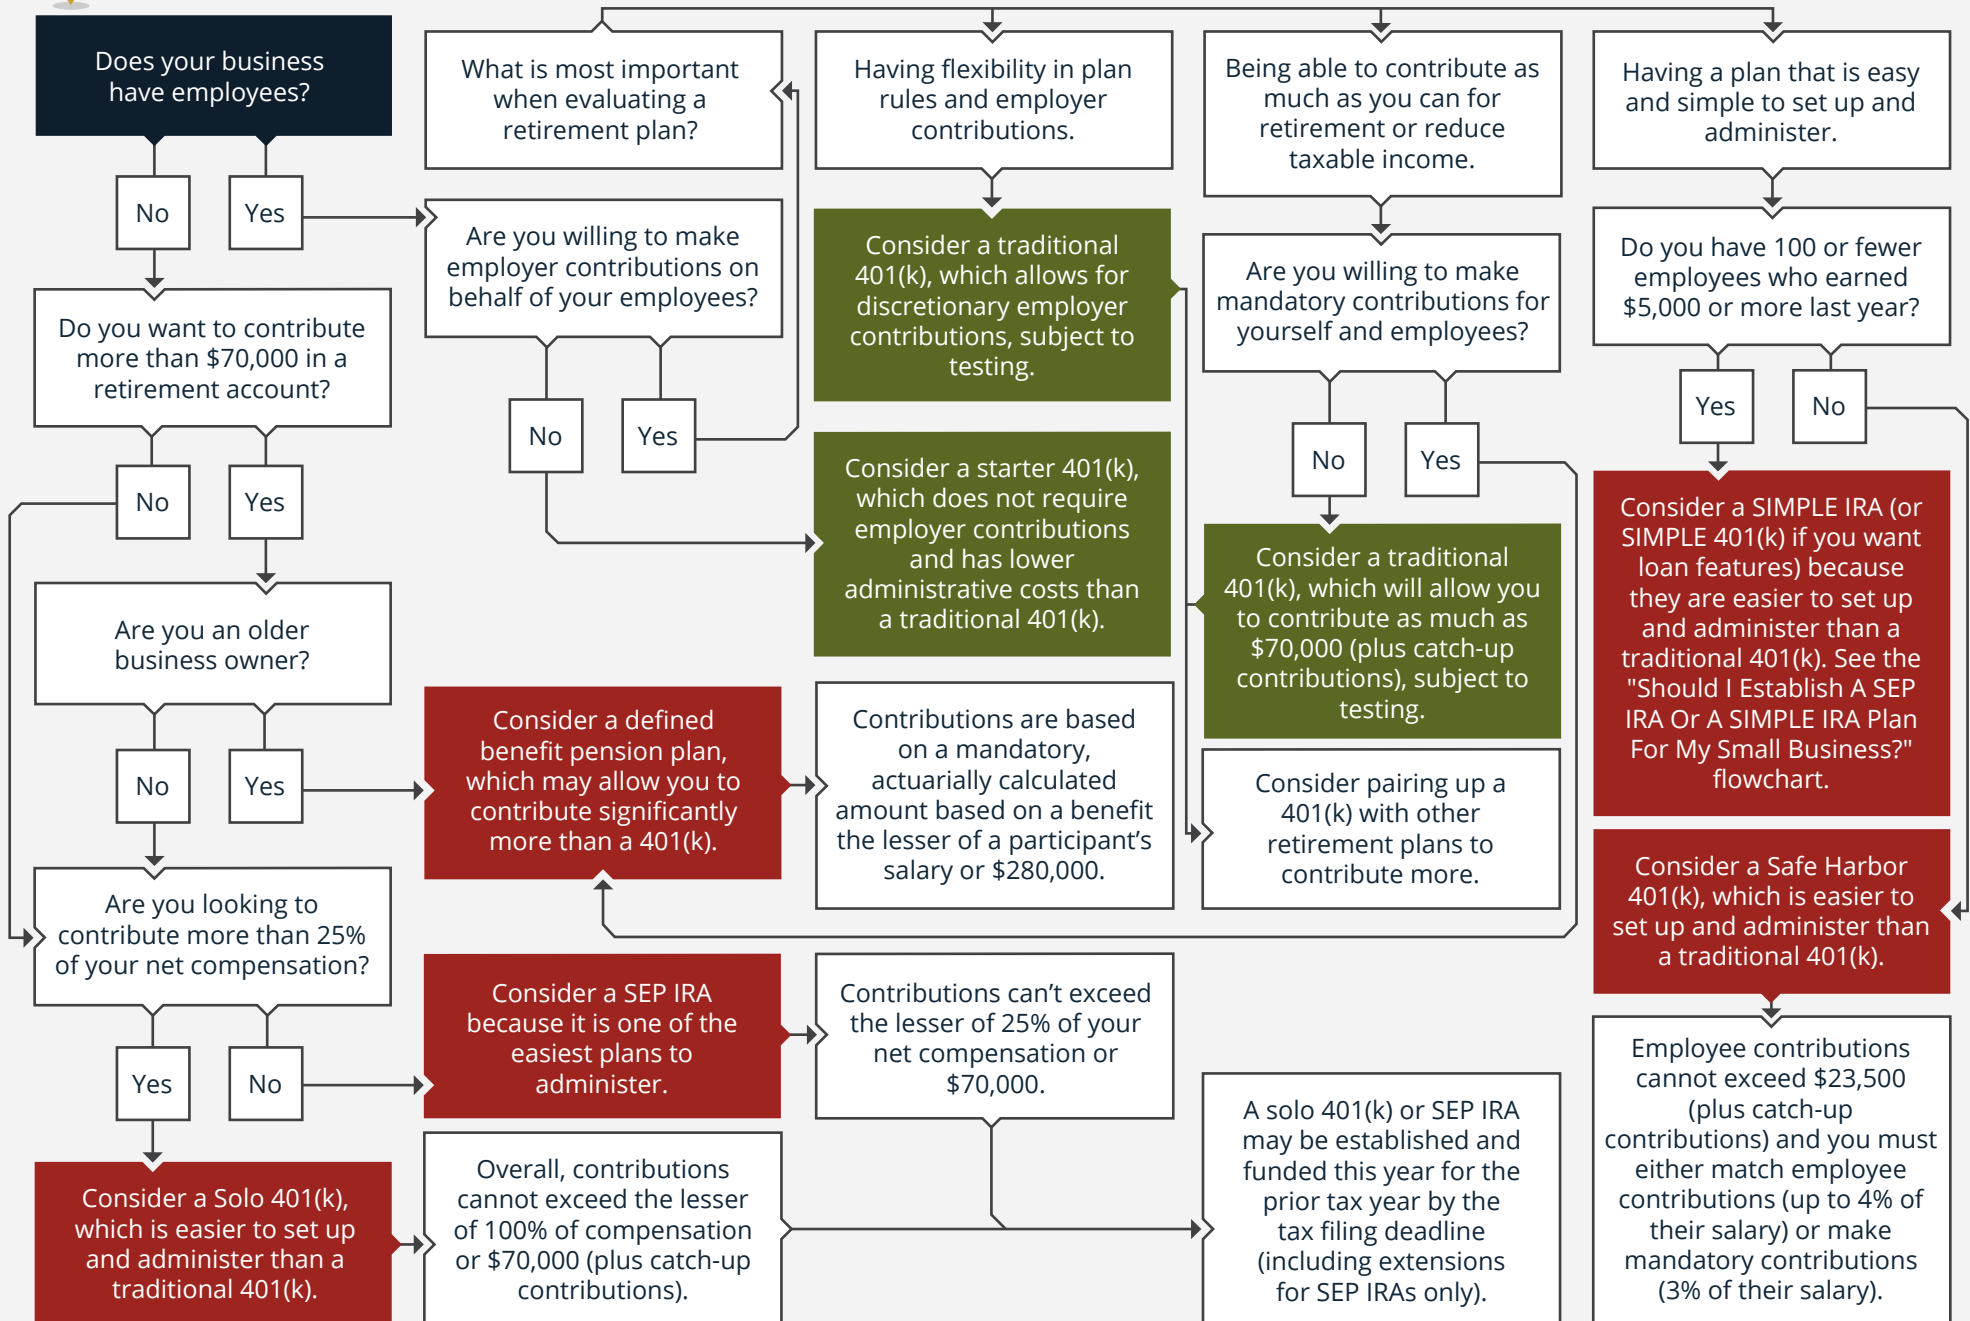 Does your business
have employees?
No
Yes
Do you want to contribute
more than $70,000 in a
retirement account?
No
Yes
Are you an older
business owner?
No
Yes
Are you looking to
contribute more than 25%
of your net compensation?
Yes
No
Consider a Solo 401(k),
which is easier to set up
and administer than a
traditional 401(k).
What is most important
when evaluating a
retirement plan?
Are you willing to make
employer contributions on
behalf of your employees?
No
Yes
Consider a defined
benefit pension plan,
which may allow you to
contribute significantly
more than a 401(k).
Consider a SEP IRA
because it is one of the
easiest plans to
administer.
Overall, contributions
cannot exceed the lesser
of 100% of compensation
or $70,000 (plus catch-up
contributions).
Having flexibility in plan
rules and employer
contributions.
Consider a traditional
401(k), which allows for
discretionary employer
contributions, subject to
testing.
Consider a starter 401(k),
which does not require
employer contributions
and has lower
administrative costs than
a traditional 401(k).
Contributions are based
on a mandatory,
actuarially calculated
amount based on a benefit
the lesser of a participant's
salary or $280,000.
Contributions can't exceed
the lesser of 25% of your
net compensation or
$70,000.
Being able to contribute as
much as you can for
retirement or reduce
taxable income.
Are you willing to make
mandatory contributions for
yourself and employees?
No
Yes
Consider a traditional
401(k), which will allow you
to contribute as much as
$70,000 (plus catch-up
contributions), subject to
testing.
Consider pairing up a
401(k) with other
retirement plans to
contribute more.
A solo 401(k) or SEP IRA
may be established and
funded this year for the
prior tax year by the
tax filing deadline
(including extensions
for SEP IRAs only).
Having a plan that is easy
and simple to set up and
administer.
Do you have 100 or fewer
employees who earned
$5,000 or more last year?
Yes
No
Consider a SIMPLE IRA (or
SIMPLE 401(k) if you want
loan features) because
they are easier to set up
and administer than a
traditional 401(k). See the
"Should I Establish A SEP
IRA Or A SIMPLE IRA Plan
For My Small Business?"
flowchart.
Consider a Safe Harbor
401(k), which is easier to
set up and administer than
a traditional 401(k).
Employee contributions
cannot exceed $23,500
(plus catch-up
contributions) and you must
either match employee
contributions (up to 4% of
their salary) or make
mandatory contributions
(3% of their salary).